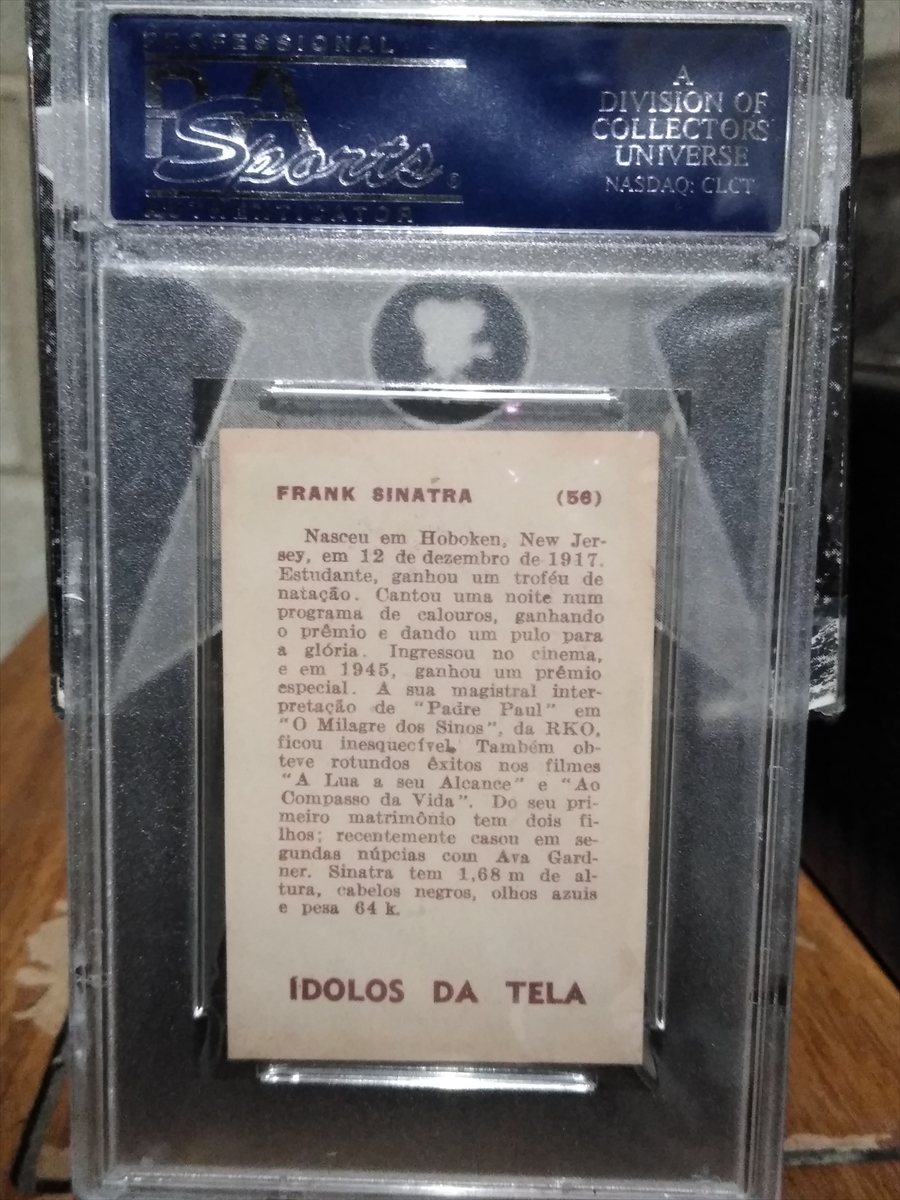 PROFESSIONAL
PSA
Sports
AUTHENTICATOR
A
DIVISION OF
COLLECTORS
UNIVERSE
NASDAQ: CLCT
FRANK SINATRA (56)
Nasceu em Hoboken, New Jer-
sey, em 12 de dezembro de 1917.
Estudante, ganhou um troféu de
natação. Cantou uma noite num
programa de calouros, ganhando
o prêmio e dando um pulo para
a glória. Ingressou no cinema,
e em 1945, ganhou um prêmio
especial. A sua magistral inter-
pretação de "Padre Paul" em
"O Milagre dos Sinos", da RKO,
ficou inesquecível. Também ob-
teve rotundos êxitos nos filmes
"A Lua a seu Alcance" e "Ao
Compasso da Vida". Do seu pri-
meiro matrimônio tem dois fi-
lhos; recentemente casou em se-
gundas núpcias com Ava Gard-
ner. Sinatra tem 1,68 m de al-
tura, cabelos negros, olhos azuis
e pesa 64 k.
ÍDOLOS DA TELA